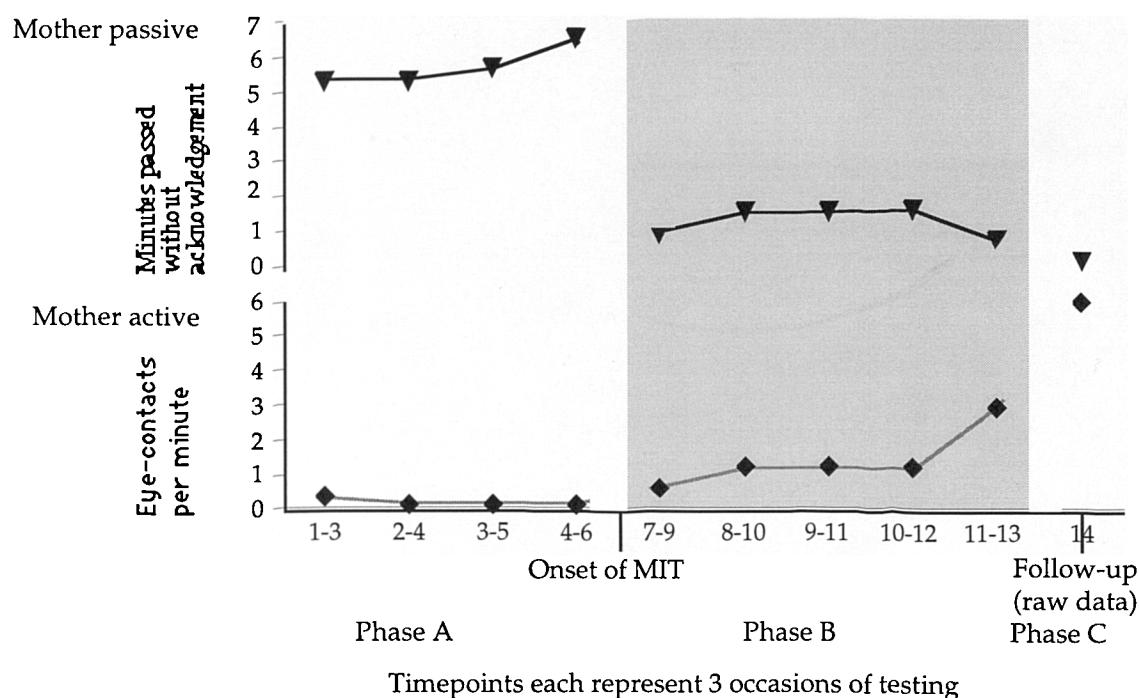 Mother passive
Minutes passed
without
acknowledgement
7
6
5
4
3
2
1
0
Mother active
Eye-contacts
per minute
6
5
4
3
2
1
0
1-3 2-4 3-5 4-6 7-9 8-10 9-11 10-12 11-13 14
Onset of MIT
Follow-up
(raw data)
Phase A Phase B Phase C
Timepoints each represent 3 occasions of testing